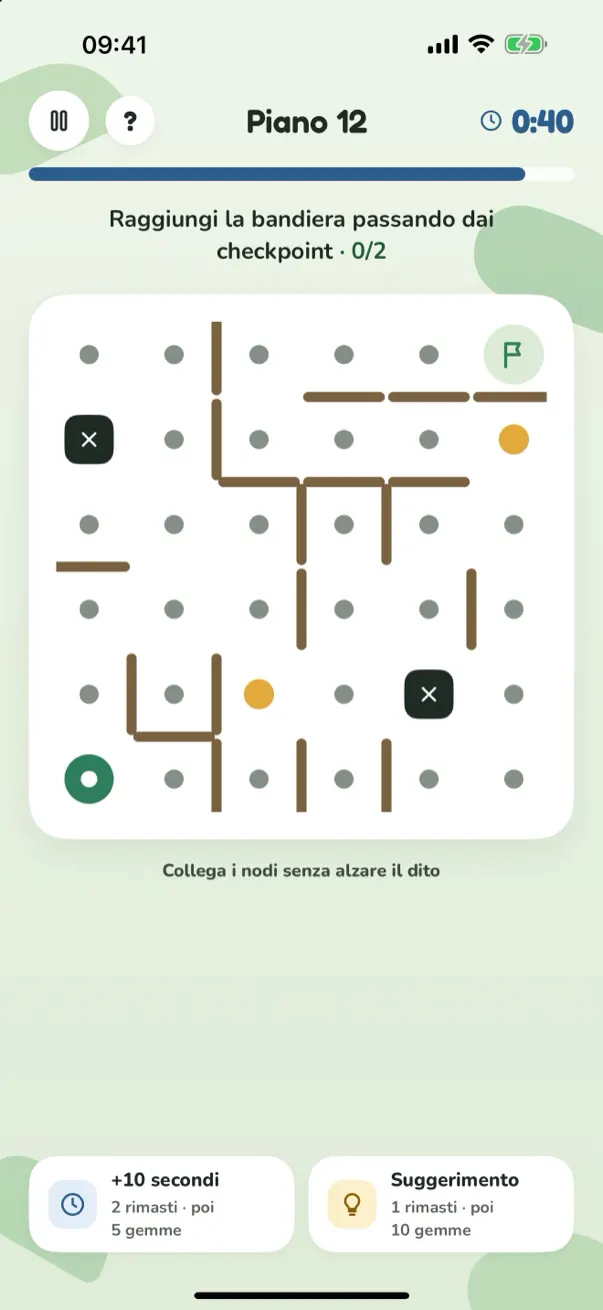 09:41
?
Piano 12
0:40
Raggiungi la bandiera passando dai
checkpoint · 0/2
Collega i nodi senza alzare il dito
+10 secondi
2 rimasti · poi
5 gemme
Suggerimento
1 rimasti · poi
10 gemme